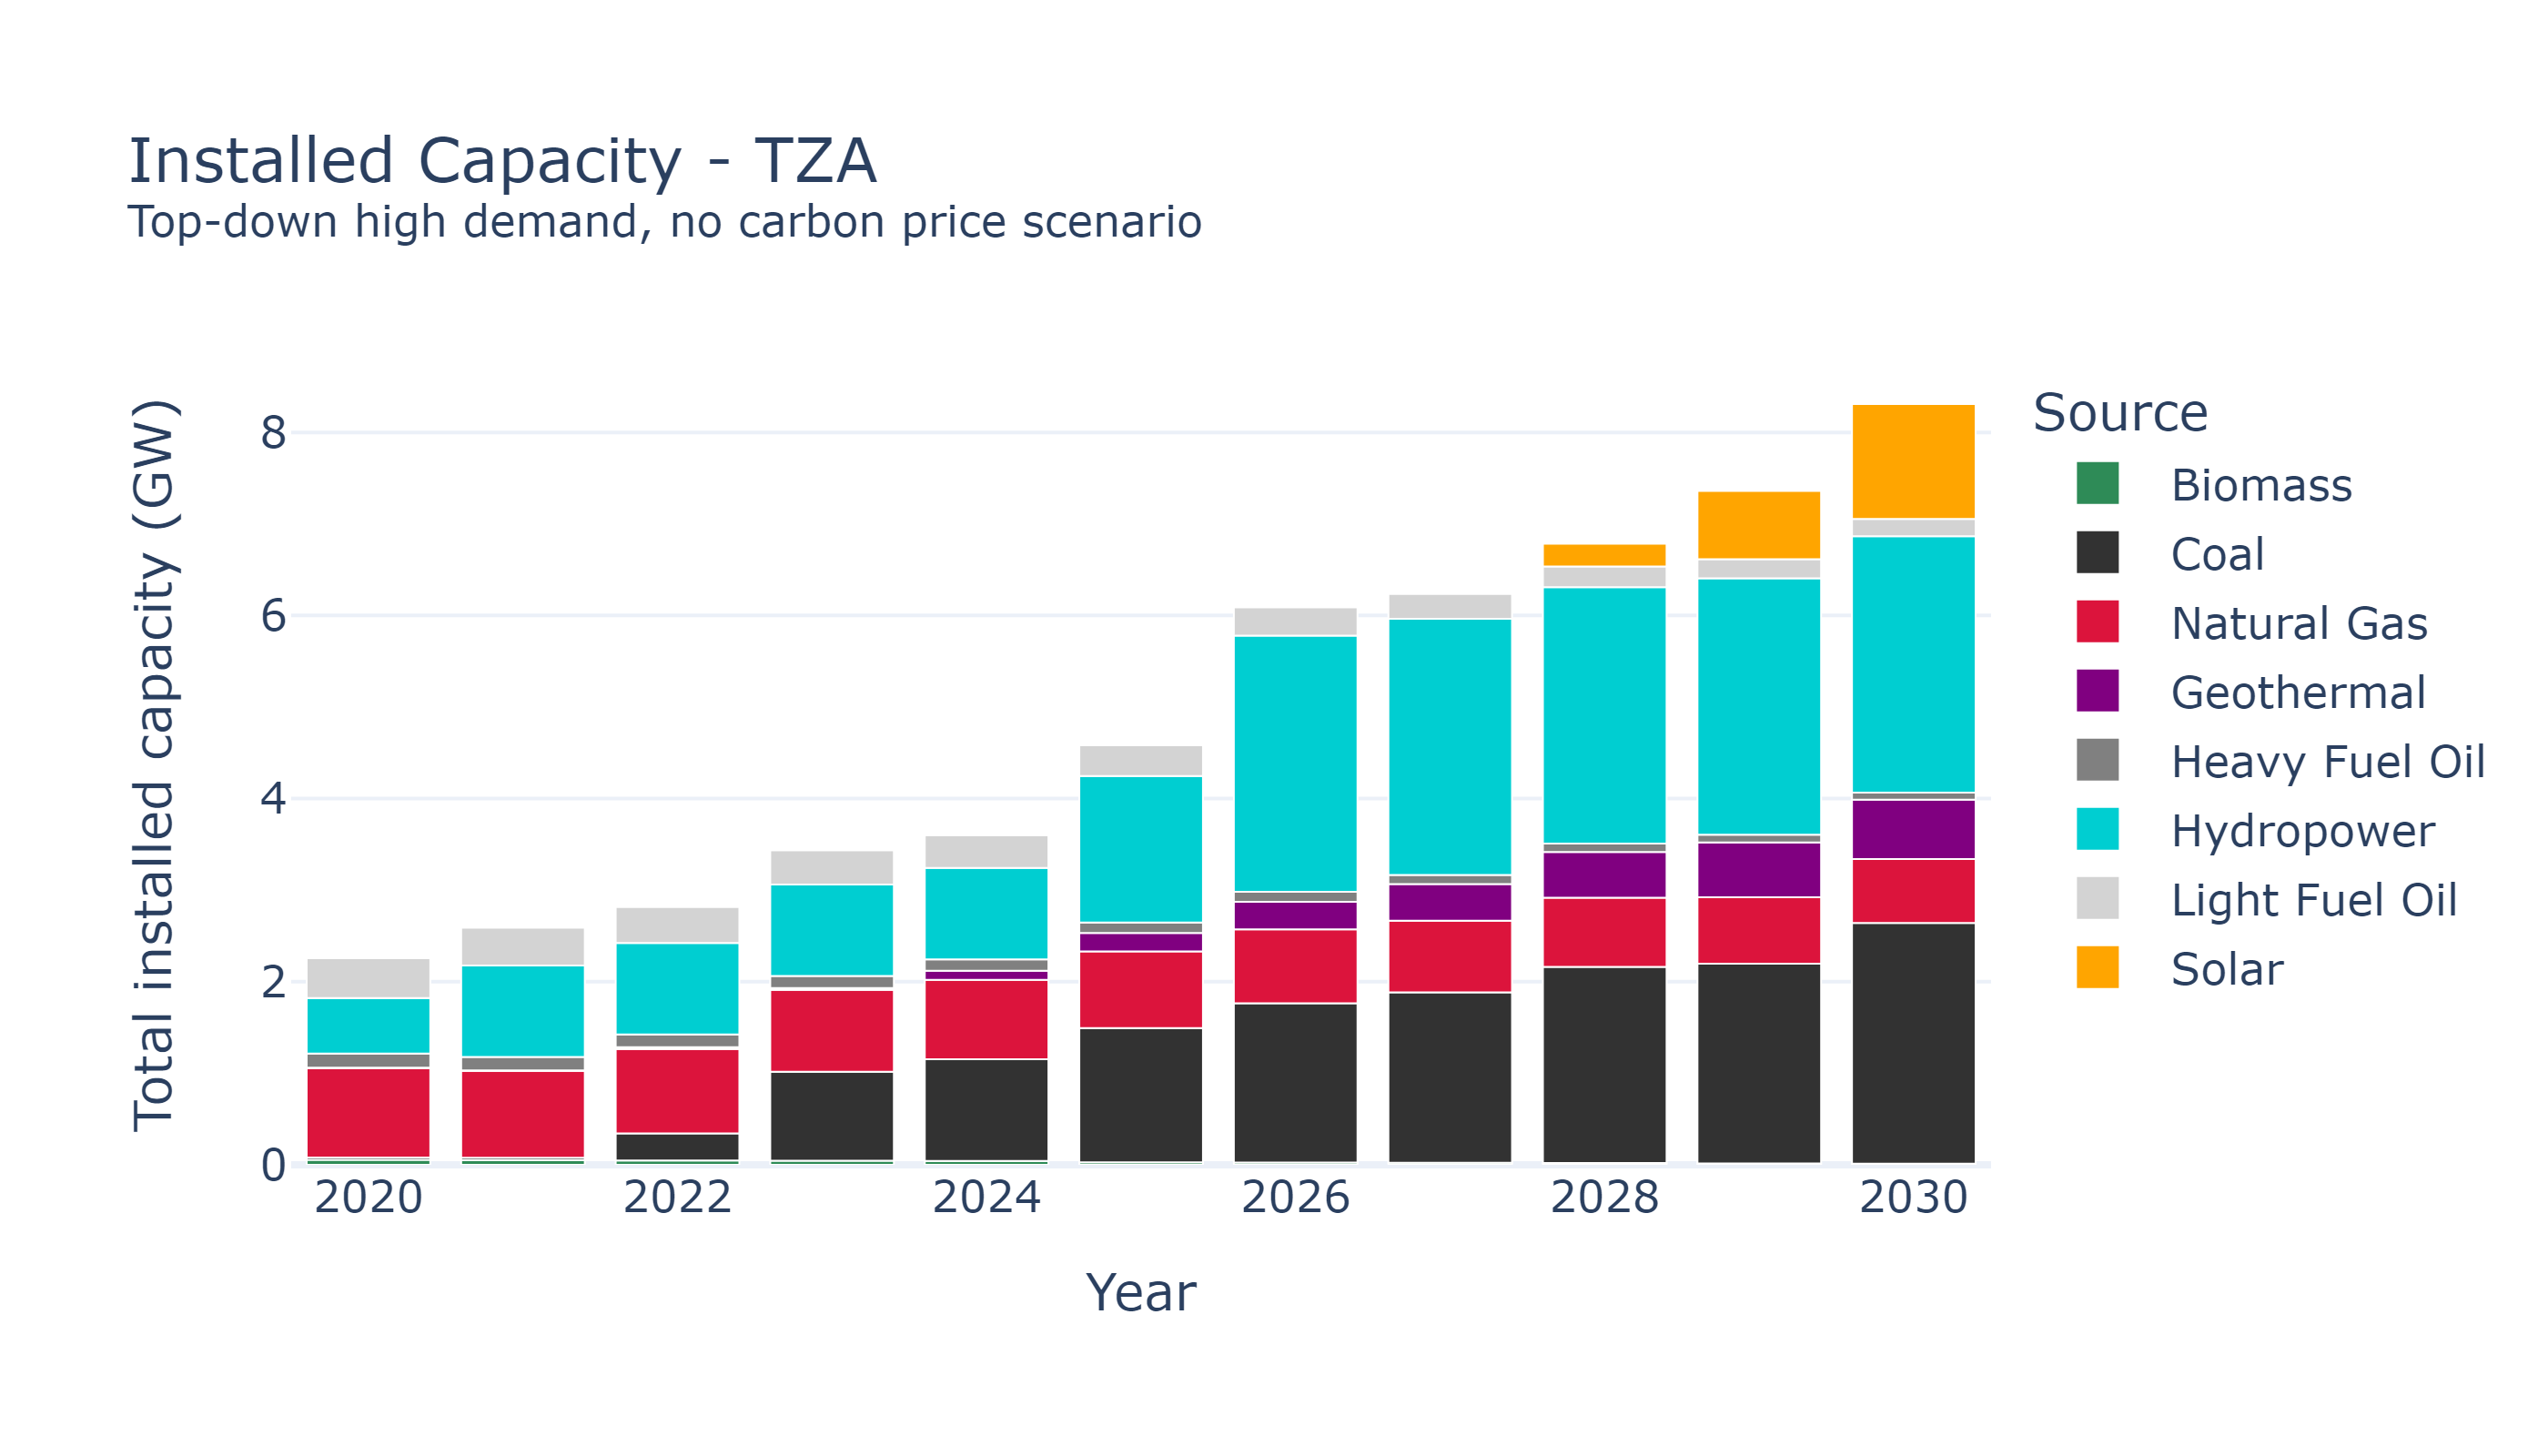 Installed Capacity - TZA
Top-down high demand, no carbon price scenario
Total installed capacity (GW)
8
6
4
2
0
2020
2022
2024
2026
2028
2030
Year
Source
Biomass
Coal
Natural Gas
Geothermal
Heavy Fuel Oil
Hydropower
Light Fuel Oil
Solar